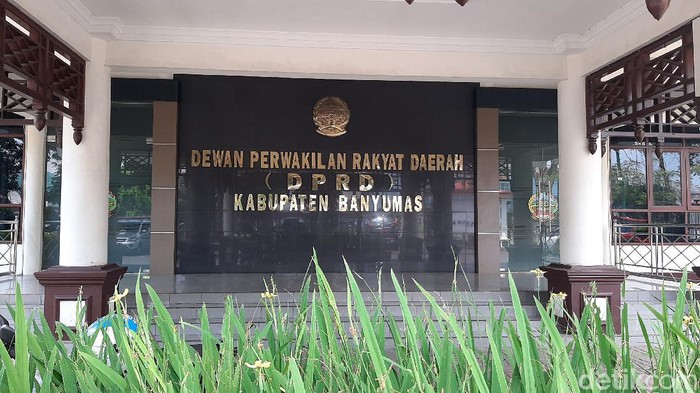 DEWAN PERWAKILAN RAKYAT DAERAH
( DPRD )
KABUPATEN BANYUMAS
detikcom